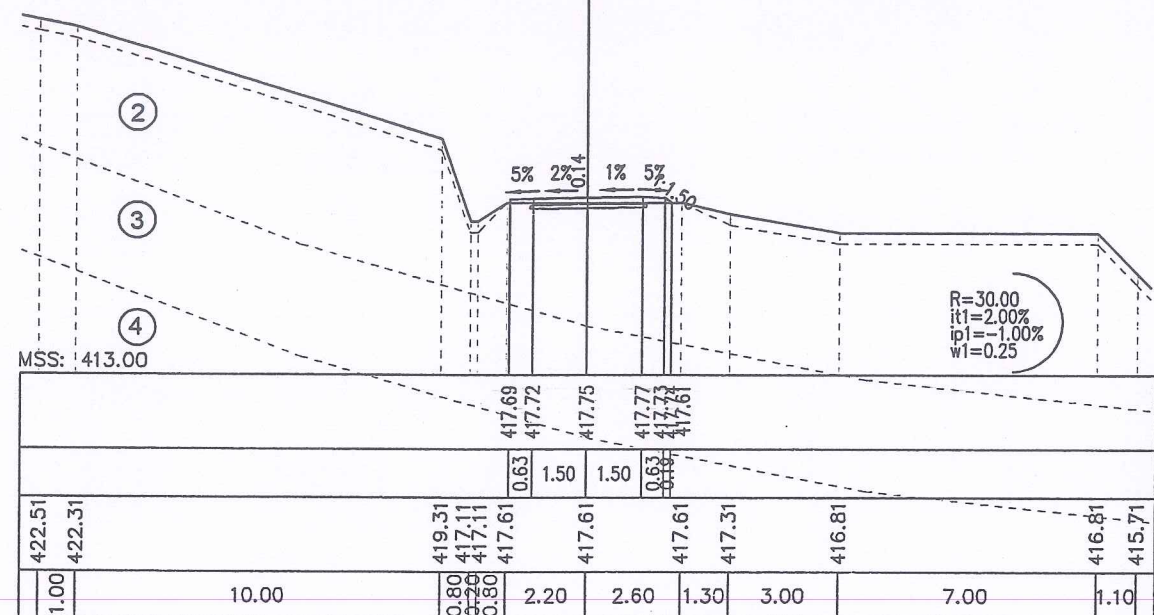 2
5% 2% 0.14 1% 5% 1:1.50
3
R=30.00
it1=2.00%
ip1=-1.00%
w1=0.25
4
MSS: 413.00
417.69 417.72 417.75 417.77 417.73 417.61
0.63 1.50 1.50 0.63 0.19
422.51 422.31 419.31 417.11 417.11 417.61 417.61 417.61 417.31 416.81 416.81 415.71
1.00 10.00 0.80 0.20 0.80 2.20 2.60 1.30 3.00 7.00 1.10